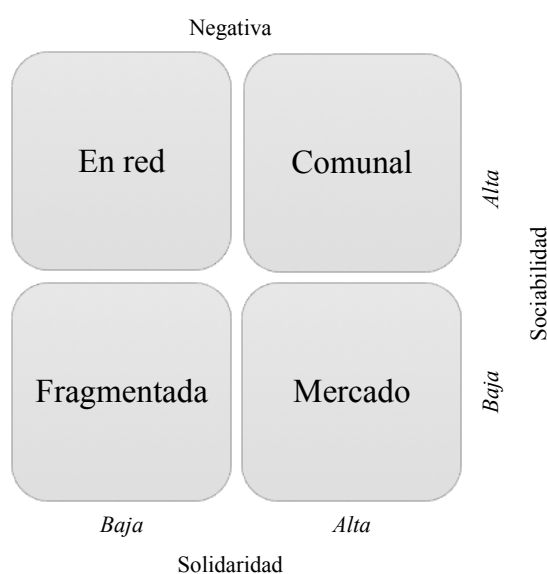 Negativa
En red
Comunal
Alta
Sociabilidad
Fragmentada
Mercado
Baja
Baja
Alta
Solidaridad